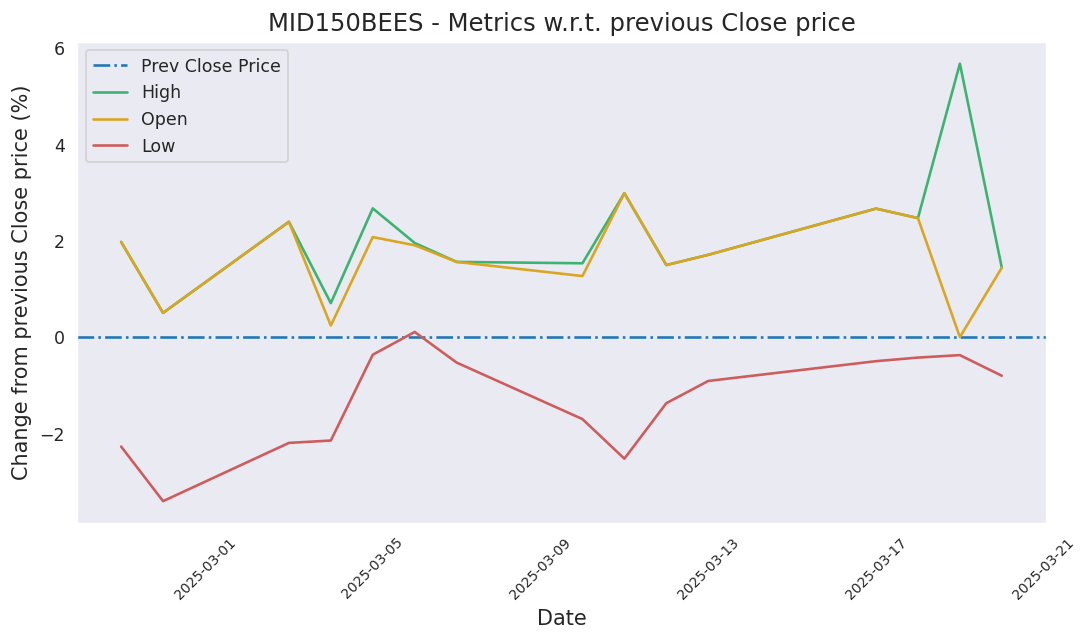 MID150BEES - Metrics w.r.t. previous Close price
Change from previous Close price (%)
6
4
2
0
−2
Prev Close Price
High
Open
Low
2025-03-01
2025-03-05
2025-03-09
2025-03-13
2025-03-17
2025-03-21
Date